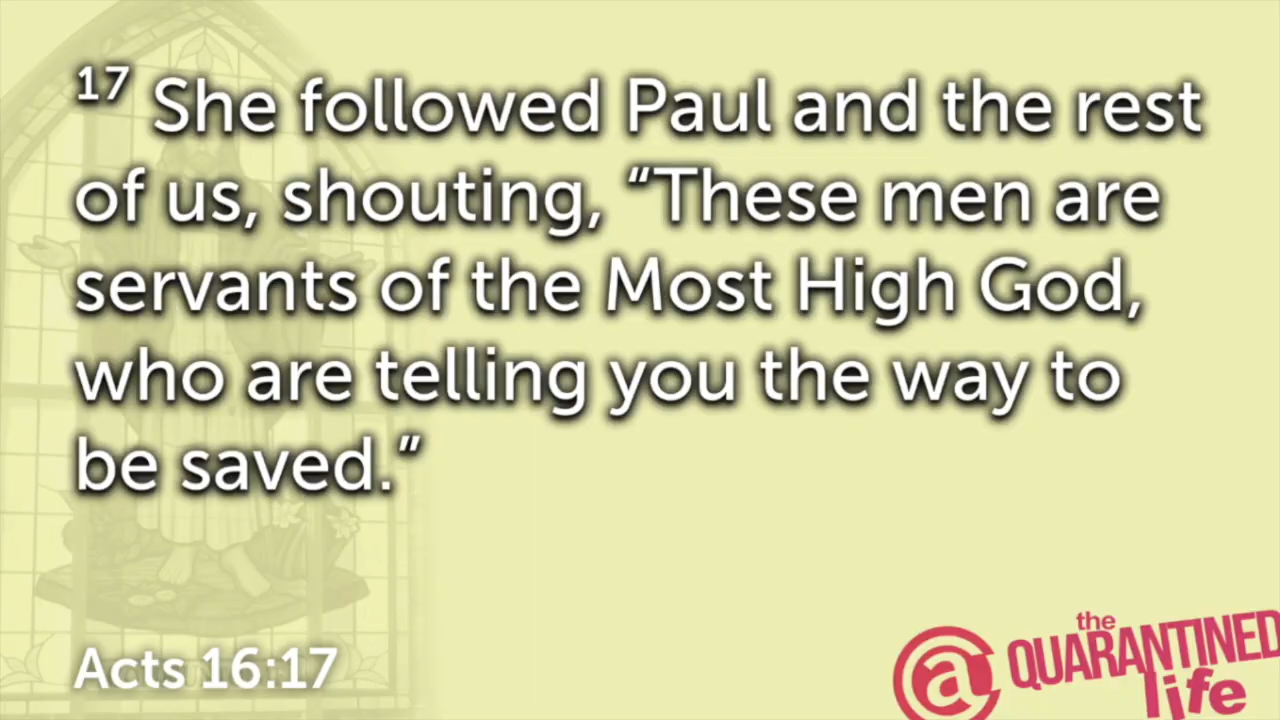 17 She followed Paul and the rest
of us, shouting, “These men are
servants of the Most High God,
who are telling you the way to
be saved.”
Acts 16:17
the
@ QUARANTINED
life